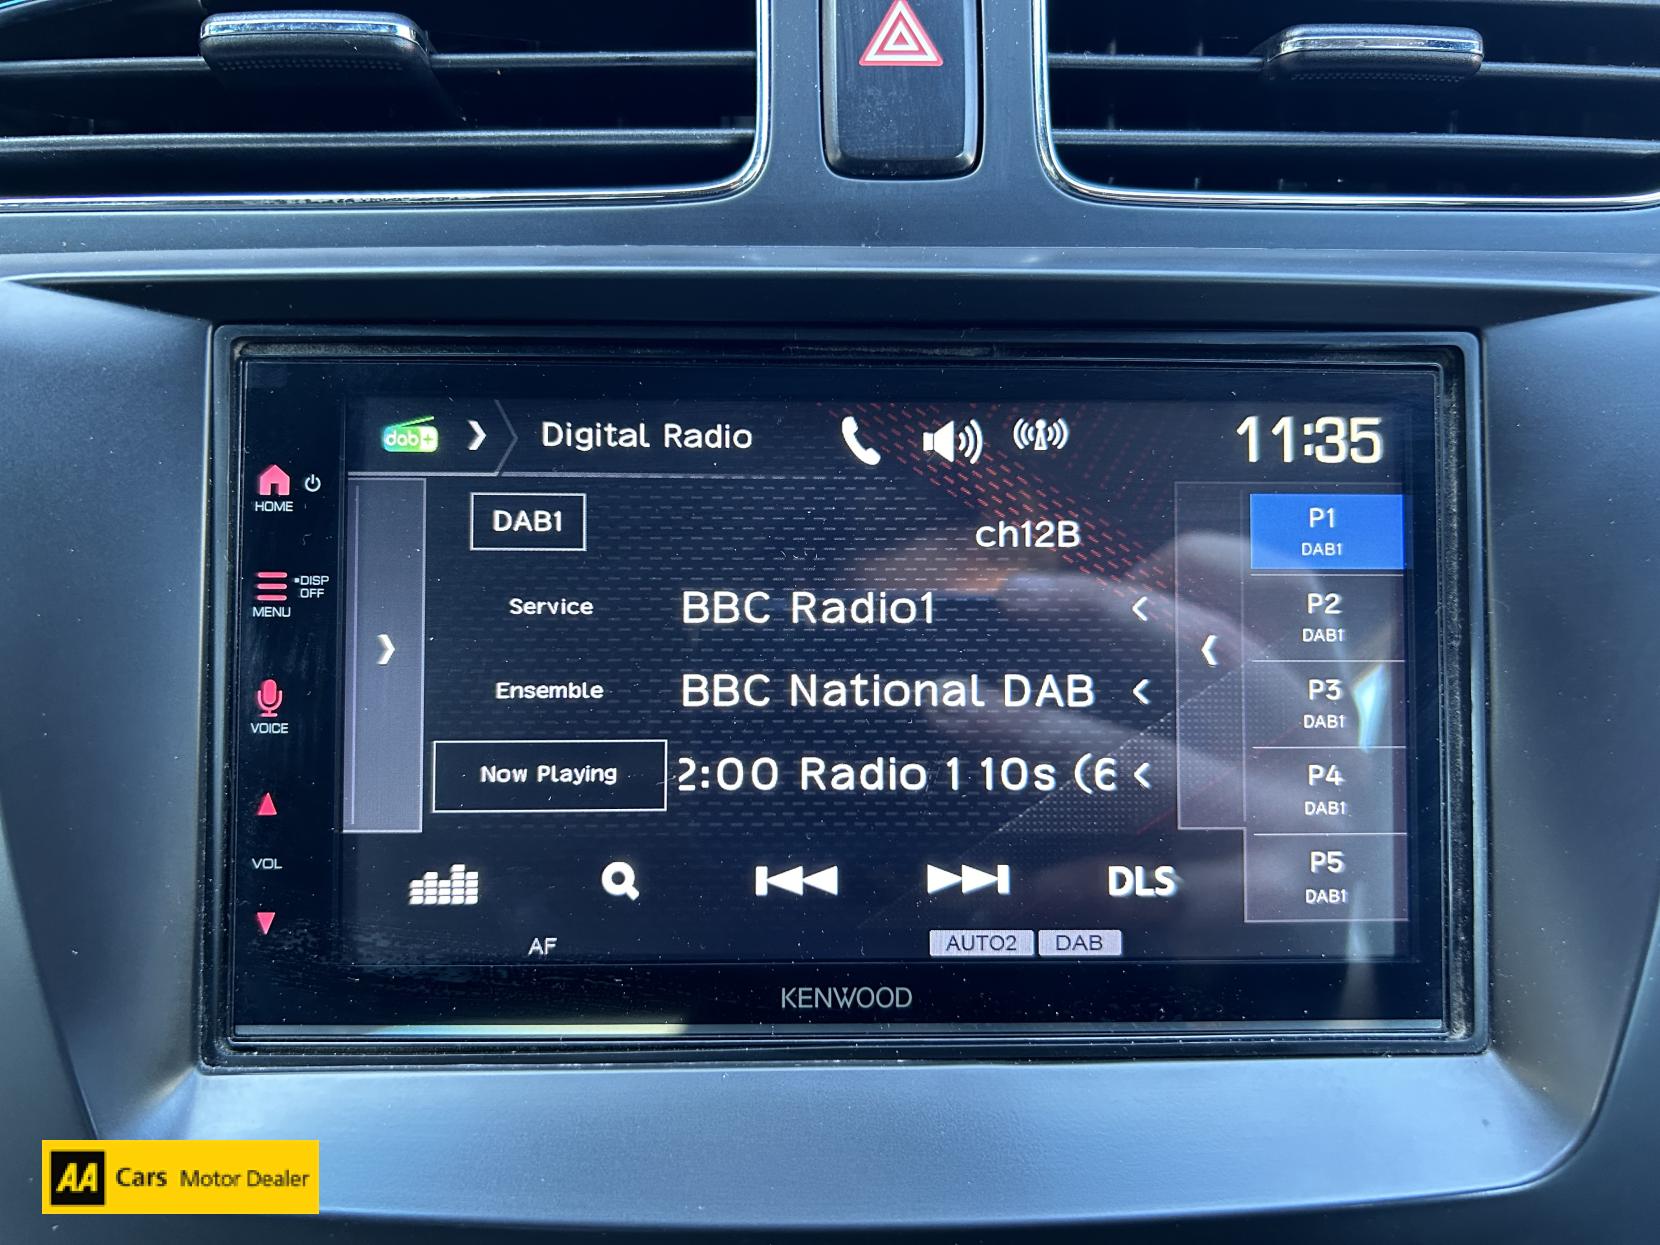 dab+ Digital Radio 11:35
HOME
DAB1
ch12B
P1
DAB1
DISP
OFF
MENU
Service BBC Radio1
P2
DAB1
VOICE
Ensemble BBC National DAB
P3
DAB1
Now Playing 2:00 Radio 1 10s (6
P4
DAB1
VOL
DLS
P5
DAB1
AF
AUTO2 DAB
KENWOOD
AA Cars Motor Dealer